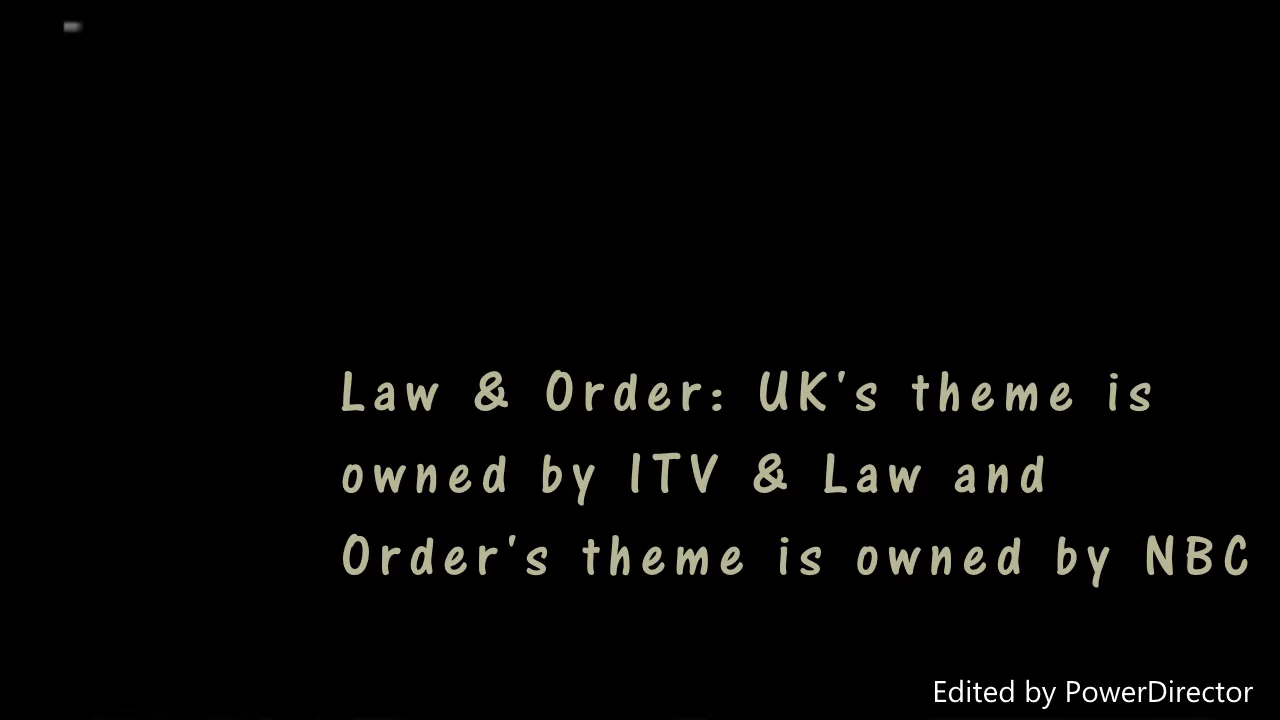 Law & Order: UK's theme is
owned by ITV & Law and
Order's theme is owned by NBC
Edited by PowerDirector